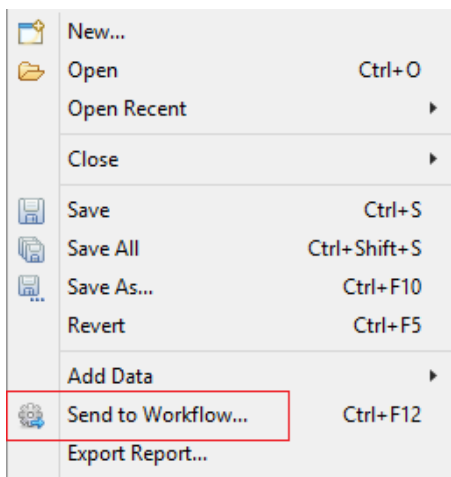 New...
Open Ctrl+O
Open Recent
Close
Save Ctrl+S
Save All Ctrl+Shift+S
Save As... Ctrl+F10
Revert Ctrl+F5
Add Data
Send to Workflow... Ctrl+F12
Export Report...